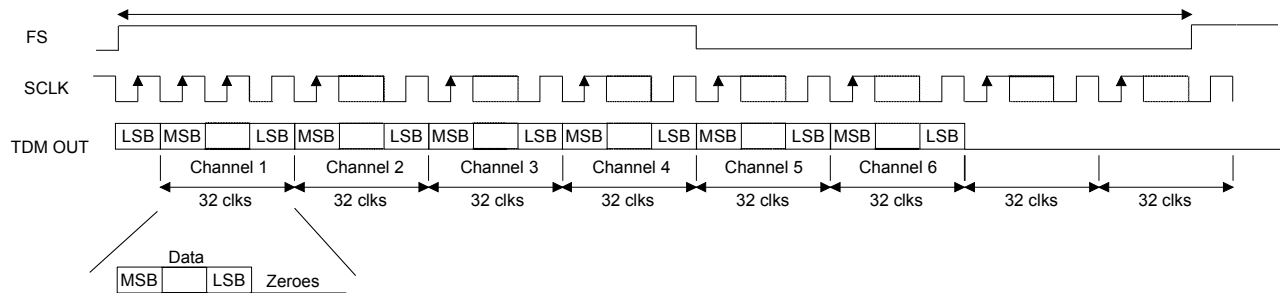 FS
SCLK
TDM OUT
LSB MSB LSB MSB LSB MSB LSB MSB LSB MSB LSB MSB LSB
Channel 1 Channel 2 Channel 3 Channel 4 Channel 5 Channel 6
32 clks 32 clks 32 clks 32 clks 32 clks 32 clks 32 clks 32 clks
Data
MSB LSB Zeroes